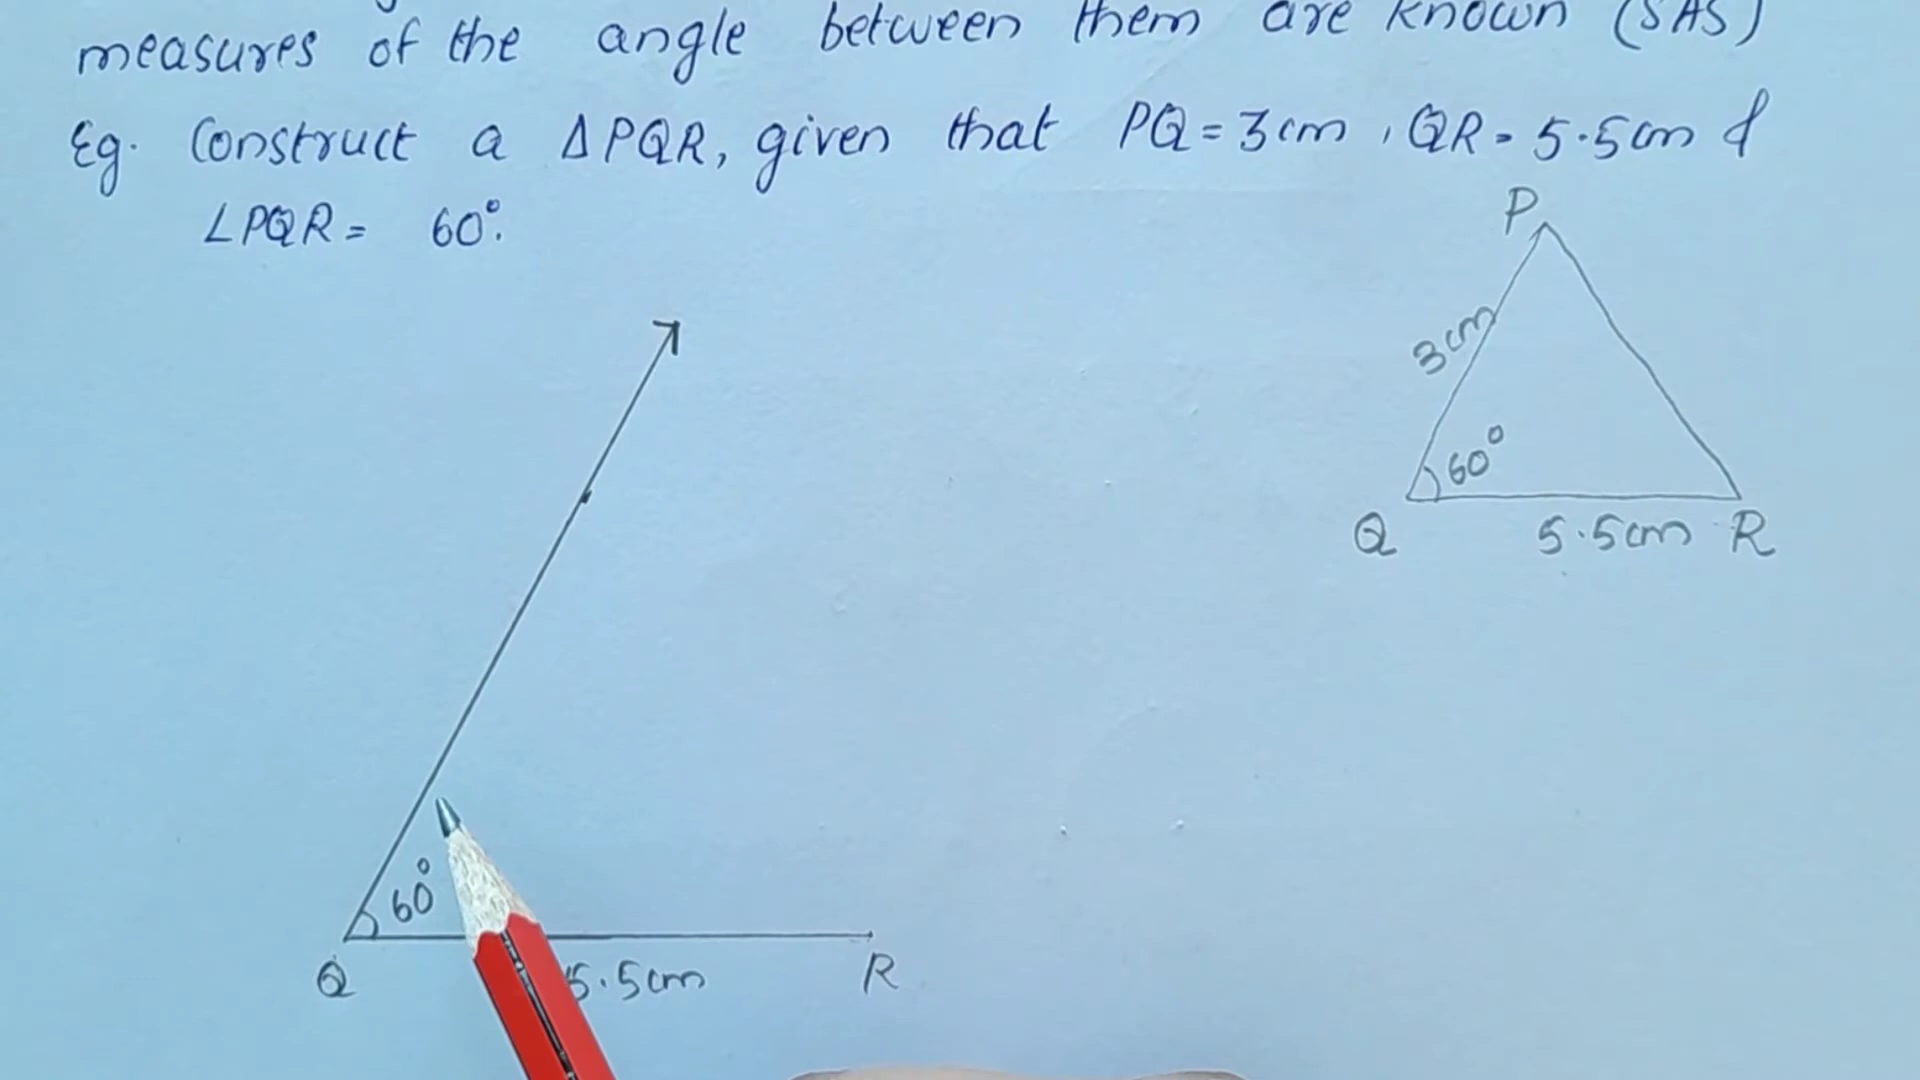 measures of the angle between them are known (SAS)
Eg. Construct a ΔPQR, given that PQ = 3cm, QR = 5.5cm &
∠PQR = 60°.
P
3cm
60°
Q 5.5cm R
60°
Q 5.5cm R